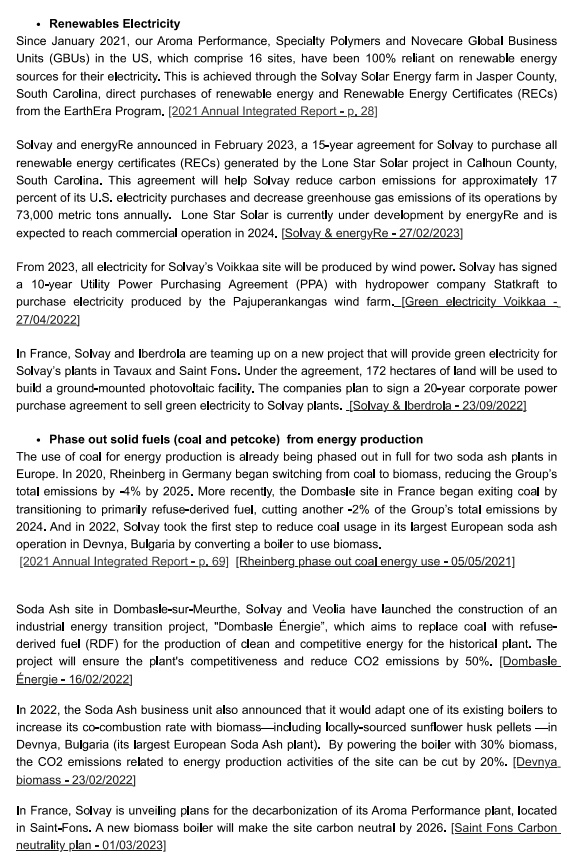 • Renewables Electricity
Since January 2021, our Aroma Performance, Specialty Polymers and Novecare Global Business
Units (GBUs) in the US, which comprise 16 sites, have been 100% reliant on renewable energy
sources for their electricity. This is achieved through the Solvay Solar Energy farm in Jasper County,
South Carolina, direct purchases of renewable energy and Renewable Energy Certificates (RECs)
from the EarthEra Program. [2021 Annual Integrated Report - p. 28]
Solvay and energyRe announced in February 2023, a 15-year agreement for Solvay to purchase all
renewable energy certificates (RECs) generated by the Lone Star Solar project in Calhoun County,
South Carolina. This agreement will help Solvay reduce carbon emissions for approximately 17
percent of its U.S. electricity purchases and decrease greenhouse gas emissions of its operations by
73,000 metric tons annually. Lone Star Solar is currently under development by energyRe and is
expected to reach commercial operation in 2024. [Solvay & energyRe - 27/02/2023]
From 2023, all electricity for Solvay's Voikkaa site will be produced by wind power. Solvay has signed
a 10-year Utility Power Purchasing Agreement (PPA) with hydropower company Statkraft to
purchase electricity produced by the Pajuperankangas wind farm. [Green electricity Voikkaa -
27/04/2022]
In France, Solvay and Iberdrola are teaming up on a new project that will provide green electricity for
Solvay's plants in Tavaux and Saint Fons. Under the agreement, 172 hectares of land will be used to
build a ground-mounted photovoltaic facility. The companies plan to sign a 20-year corporate power
purchase agreement to sell green electricity to Solvay plants. [Solvay & Iberdrola - 23/09/2022]
• Phase out solid fuels (coal and petcoke) from energy production
The use of coal for energy production is already being phased out in full for two soda ash plants in
Europe. In 2020, Rheinberg in Germany began switching from coal to biomass, reducing the Group's
total emissions by -4% by 2025. More recently, the Dombasle site in France began exiting coal by
transitioning to primarily refuse-derived fuel, cutting another -2% of the Group's total emissions by
2024. And in 2022, Solvay took the first step to reduce coal usage in its largest European soda ash
operation in Devnya, Bulgaria by converting a boiler to use biomass.
[2021 Annual Integrated Report - p. 69] [Rheinberg phase out coal energy use - 05/05/2021]
Soda Ash site in Dombasle-sur-Meurthe, Solvay and Veolia have launched the construction of an
industrial energy transition project, "Dombasle Énergie", which aims to replace coal with refuse-
derived fuel (RDF) for the production of clean and competitive energy for the historical plant. The
project will ensure the plant's competitiveness and reduce CO2 emissions by 50%. [Dombasle
Énergie - 16/02/2022]
In 2022, the Soda Ash business unit also announced that it would adapt one of its existing boilers to
increase its co-combustion rate with biomass—including locally-sourced sunflower husk pellets —in
Devnya, Bulgaria (its largest European Soda Ash plant). By powering the boiler with 30% biomass,
the CO2 emissions related to energy production activities of the site can be cut by 20%. [Devnya
biomass - 23/02/2022]
In France, Solvay is unveiling plans for the decarbonization of its Aroma Performance plant, located
in Saint-Fons. A new biomass boiler will make the site carbon neutral by 2026. [Saint Fons Carbon
neutrality plan - 01/03/2023]